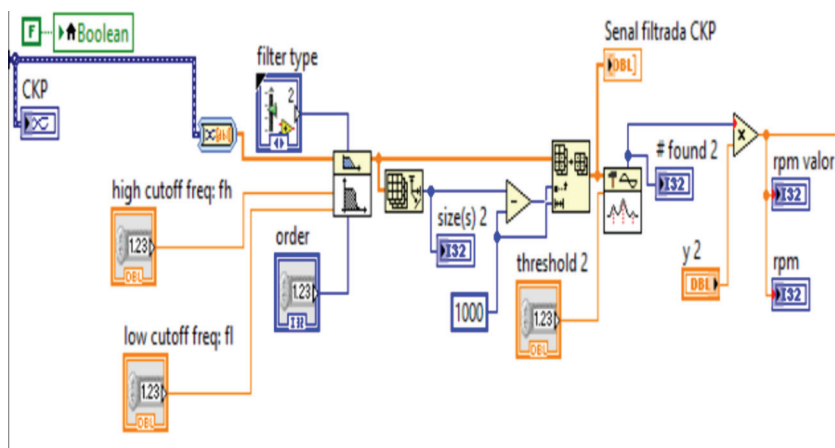 F
Boolean
CKP
filter type
2
Senal filtrada CKP
DBL
high cutoff freq: fh
1.23
DBL
order
1.23
size(s) 2
I32
1000
threshold 2
1.23
DBL
# found 2
I32
y 2
DBL
rpm valor
I32
rpm
I32
low cutoff freq: fl
1.23
DBL